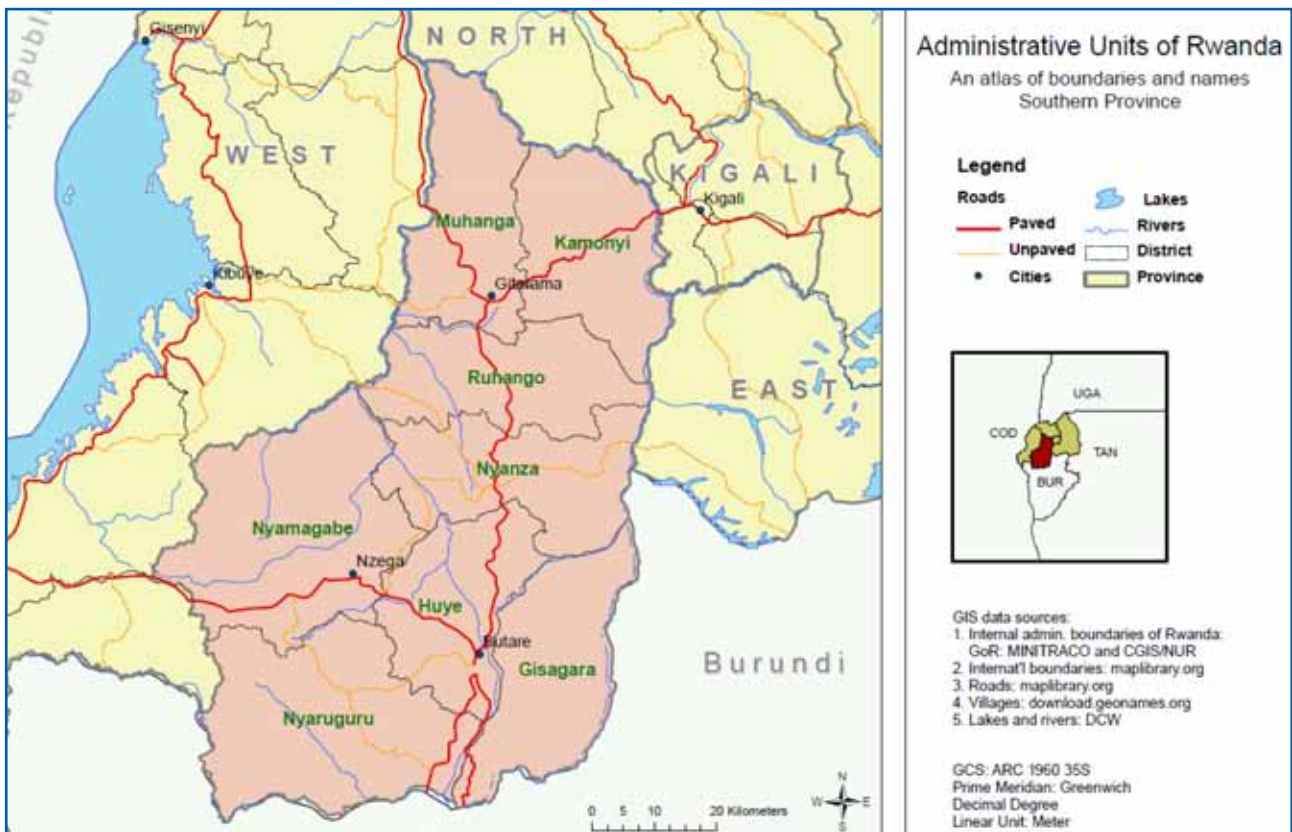 Republi
Gisenyi
NORTH
WEST
KIGALI
Kigali
Muhanga
Kamonyi
Kibuye
Gitarama
Ruhango
EAST
Nyanza
Nyamagabe
Nzega
Huye
Butare
Gisagara
Burundi
Nyaruguru
0 5 10 20 Kilometers
N
W E
S
Administrative Units of Rwanda
An atlas of boundaries and names
Southern Province
Legend
Roads
Paved
Unpaved
Cities
Lakes
Rivers
District
Province
UGA
COD
TAN
BUR
GIS data sources:
1. Internal admin. boundaries of Rwanda:
GoR: MINITRACO and CGIS/NUR
2. Internat'l boundaries: maplibrary.org
3. Roads: maplibrary.org
4. Villages: download.geonames.org
5. Lakes and rivers: DCW
GCS: ARC 1960 35S
Prime Meridian: Greenwich
Decimal Degree
Linear Unit: Meter